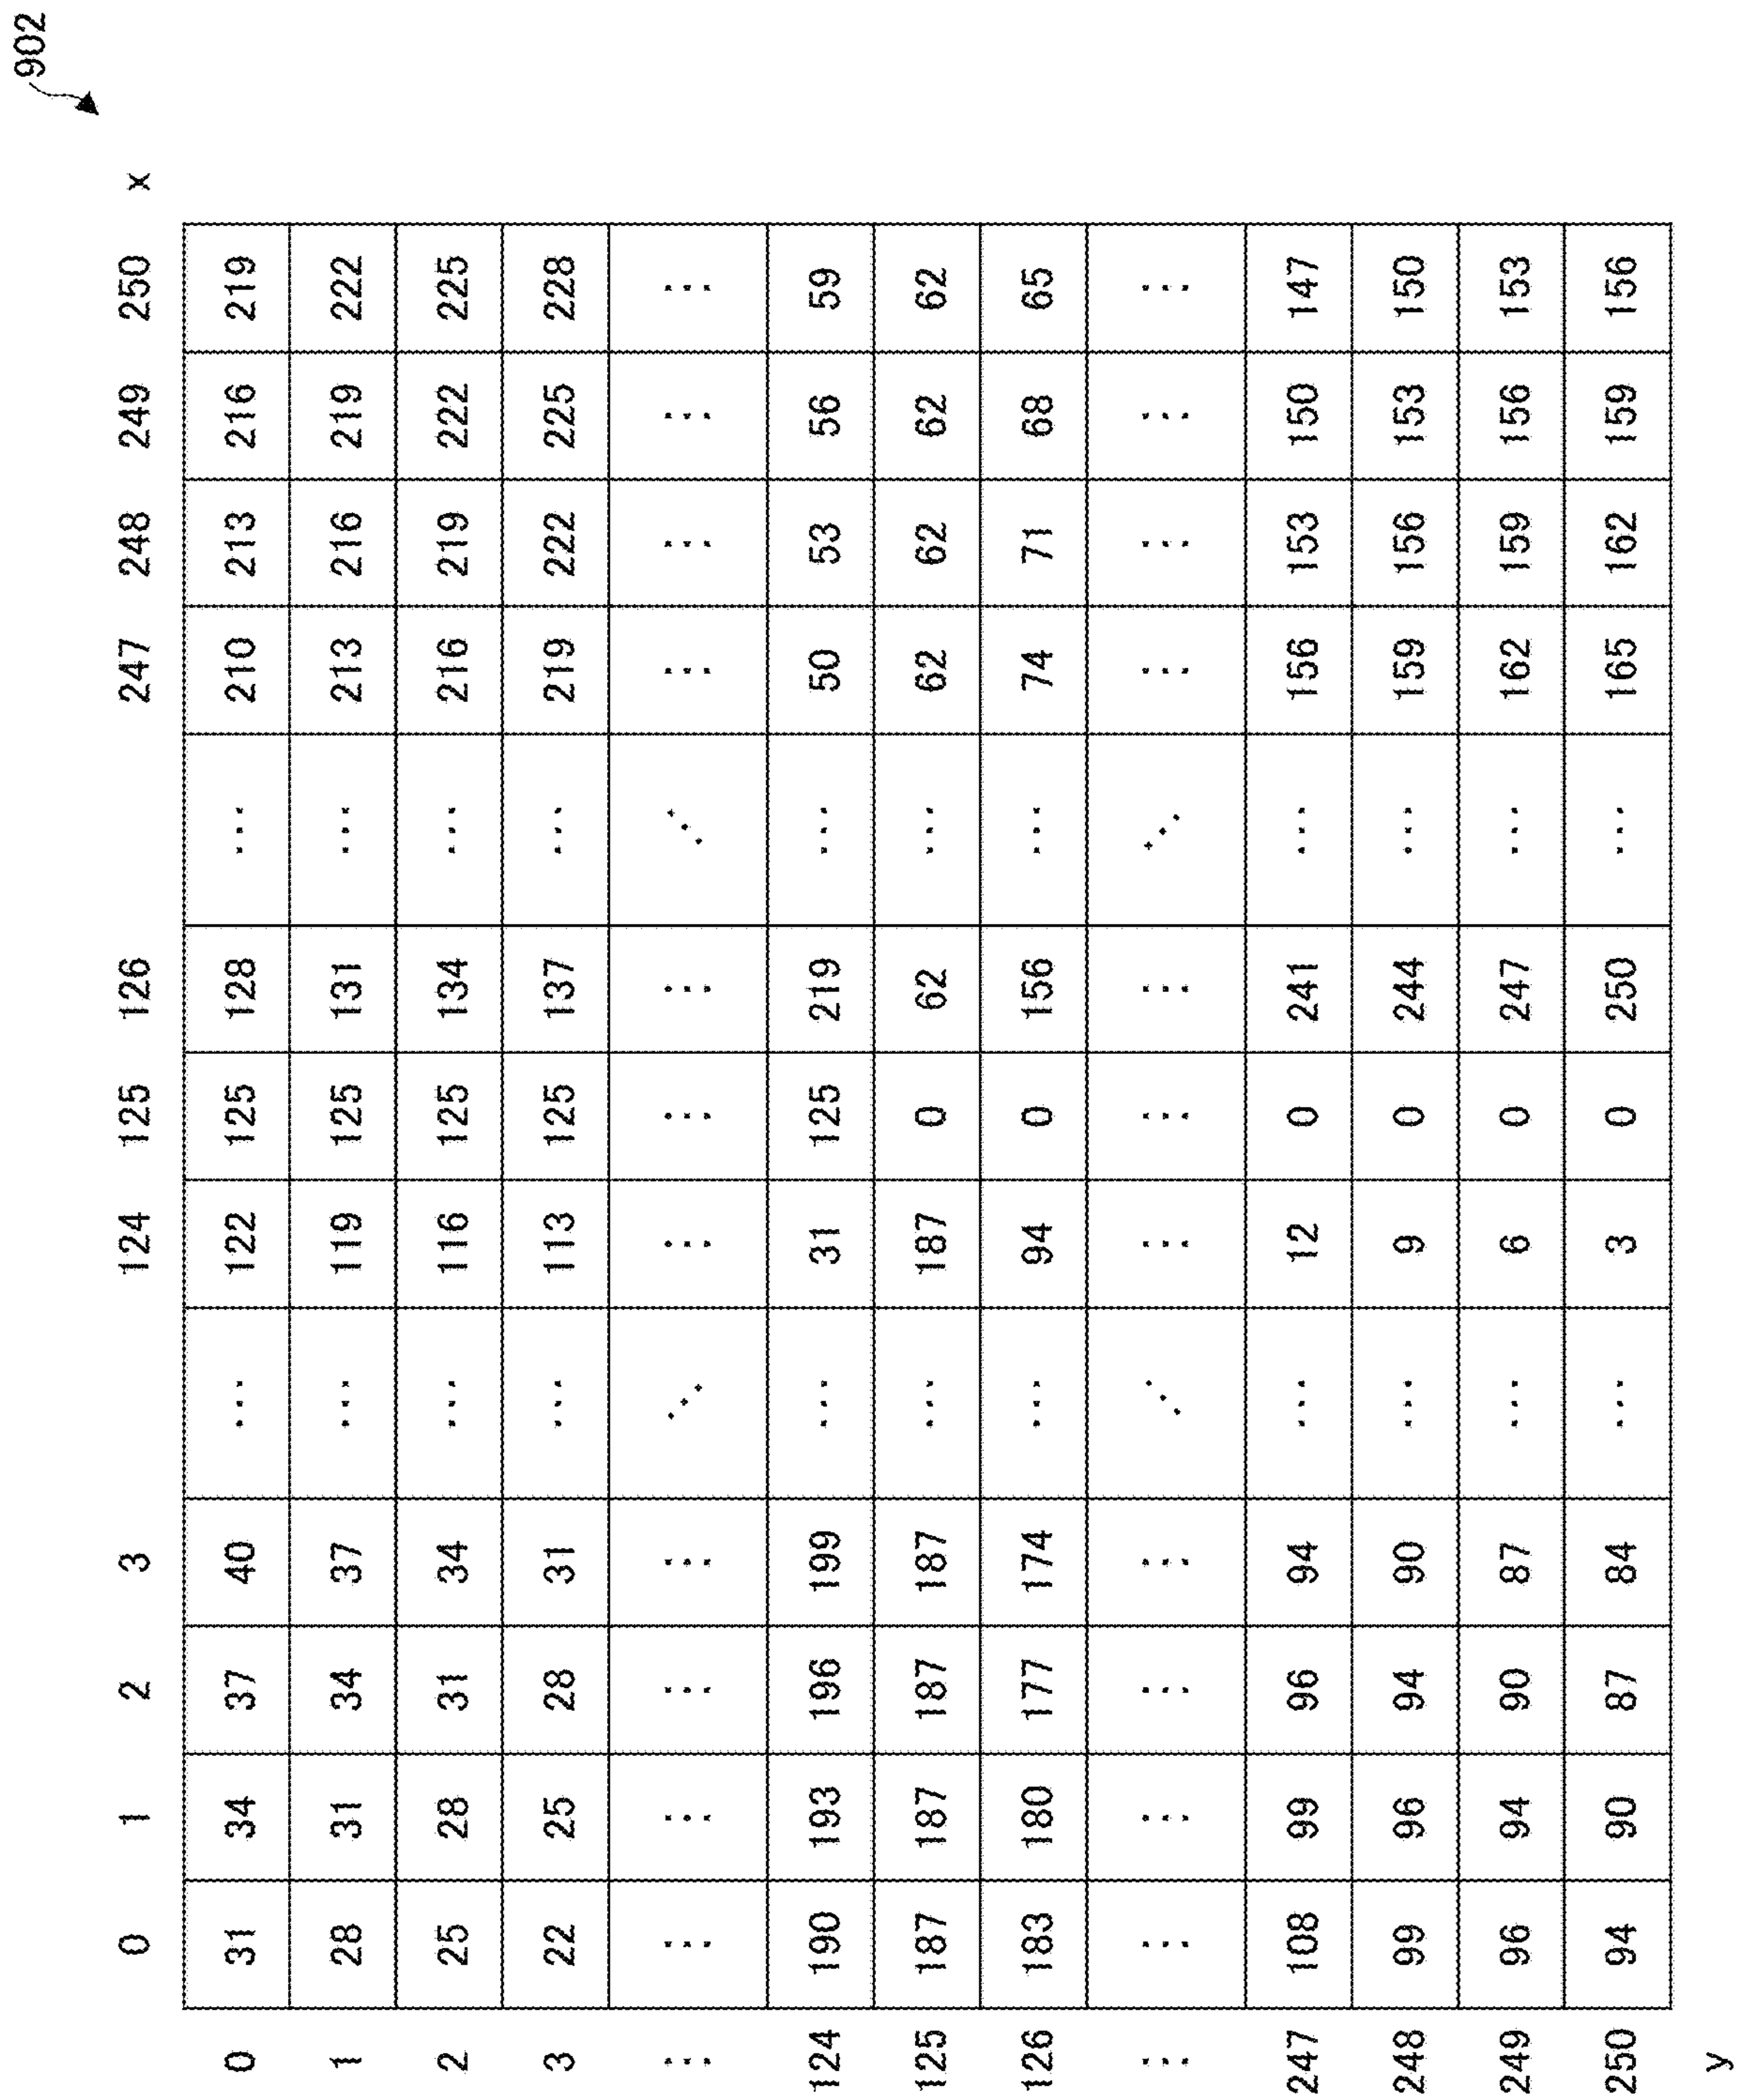 902
0 1 2 3 ... 124 125 126 ... 247 248 249 250 x
0 31 34 37 40 ... 122 125 128 ... 210 213 216 219
1 28 31 34 37 ... 119 125 131 ... 213 216 219 222
2 25 28 31 34 ... 116 125 134 ... 216 219 222 225
3 22 25 28 31 ... 113 125 137 ... 219 222 225 228
⋮ ⋮ ⋮ ⋮ ⋮ ⋱ ⋮ ⋮ ⋮ ⋰ ⋮ ⋮ ⋮ ⋮
124 190 193 196 199 ... 31 125 219 ... 50 53 56 59
125 187 187 187 187 ... 187 0 62 ... 62 62 62 62
126 183 180 177 174 ... 94 0 156 ... 74 71 68 65
⋮ ⋮ ⋮ ⋮ ⋮ ⋰ ⋮ ⋮ ⋮ ⋱ ⋮ ⋮ ⋮ ⋮
247 108 99 96 94 ... 12 0 241 ... 156 153 150 147
248 99 96 94 90 ... 9 0 244 ... 159 156 153 150
249 96 94 90 87 ... 6 0 247 ... 162 159 156 153
250 94 90 87 84 ... 3 0 250 ... 165 162 159 156
y